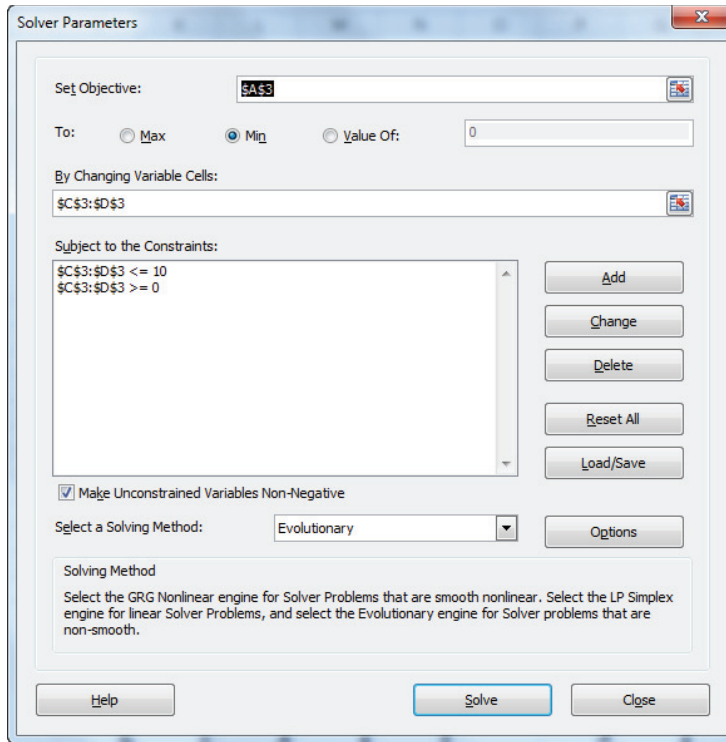 Solver Parameters
Set Objective: $A$3
To: Max Min Value Of: 0
By Changing Variable Cells:
$C$3:$D$3
Subject to the Constraints:
$C$3:$D$3 <= 10
$C$3:$D$3 >= 0
Add
Change
Delete
Reset All
Load/Save
Make Unconstrained Variables Non-Negative
Select a Solving Method: Evolutionary Options
Solving Method
Select the GRG Nonlinear engine for Solver Problems that are smooth nonlinear. Select the LP Simplex
engine for linear Solver Problems, and select the Evolutionary engine for Solver problems that are
non-smooth.
Help Solve Close